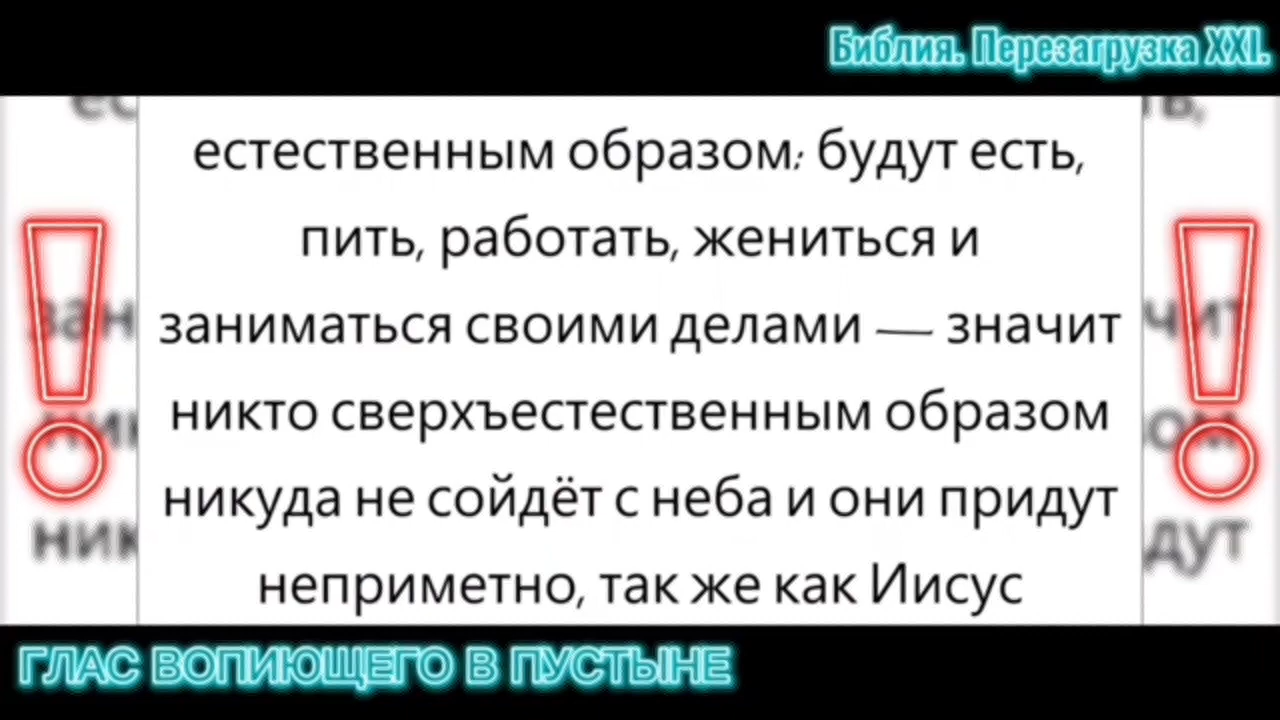 Библия. Перезагрузка XXI.
естественным образом: будут есть,
пить, работать, жениться и
заниматься своими делами — значит
никто сверхъестественным образом
никуда не сойдёт с неба и они придут
неприметно, так же как Иисус
ГЛАС ВОПИЮЩЕГО В ПУСТЫНЕ